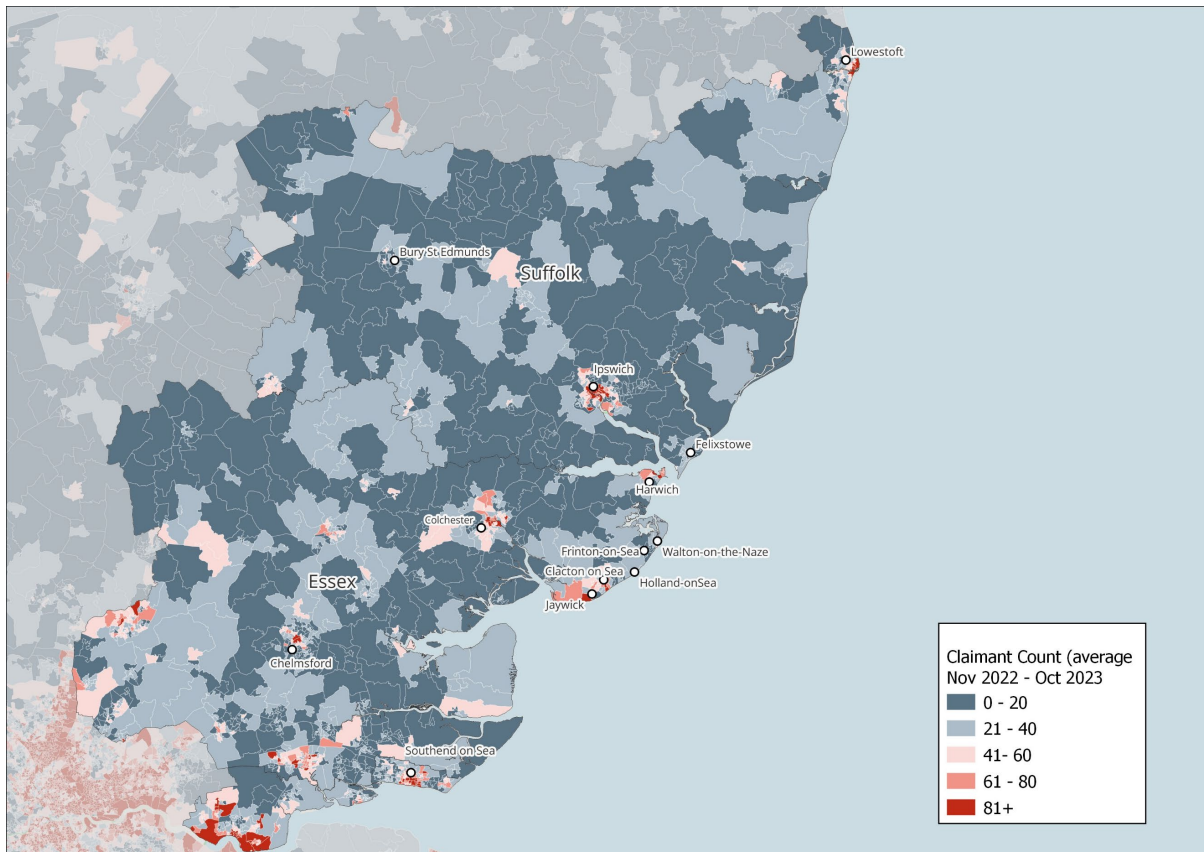 Lowestoft
Bury St Edmunds
Suffolk
Ipswich
Felixstowe
Harwich
Colchester
Frinton-on-Sea
Walton-on-the-Naze
Clacton on Sea
Holland-onSea
Essex
Jaywick
Chelmsford
Southend on Sea
Claimant Count (average
Nov 2022 - Oct 2023
0 - 20
21 - 40
41- 60
61 - 80
81+